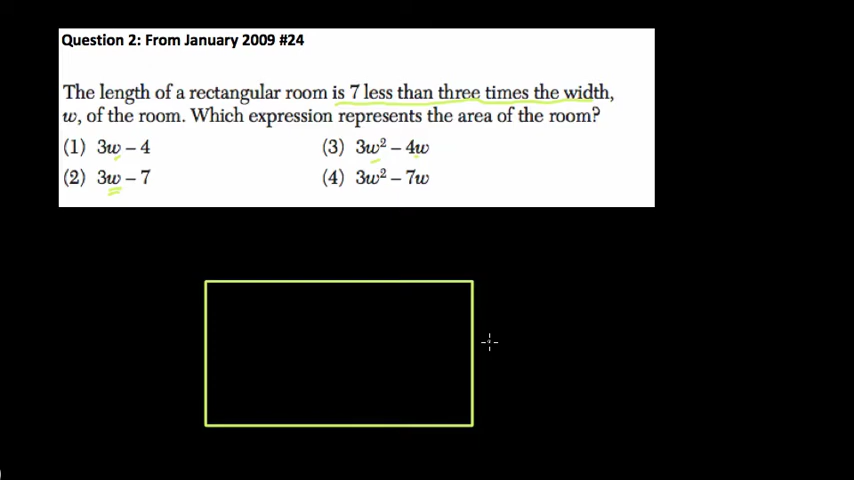 Question 2: From January 2009 #24
The length of a rectangular room is 7 less than three times the width,
w, of the room. Which expression represents the area of the room?
(1) 3w – 4 (3) 3w² – 4w
(2) 3w – 7 (4) 3w² – 7w